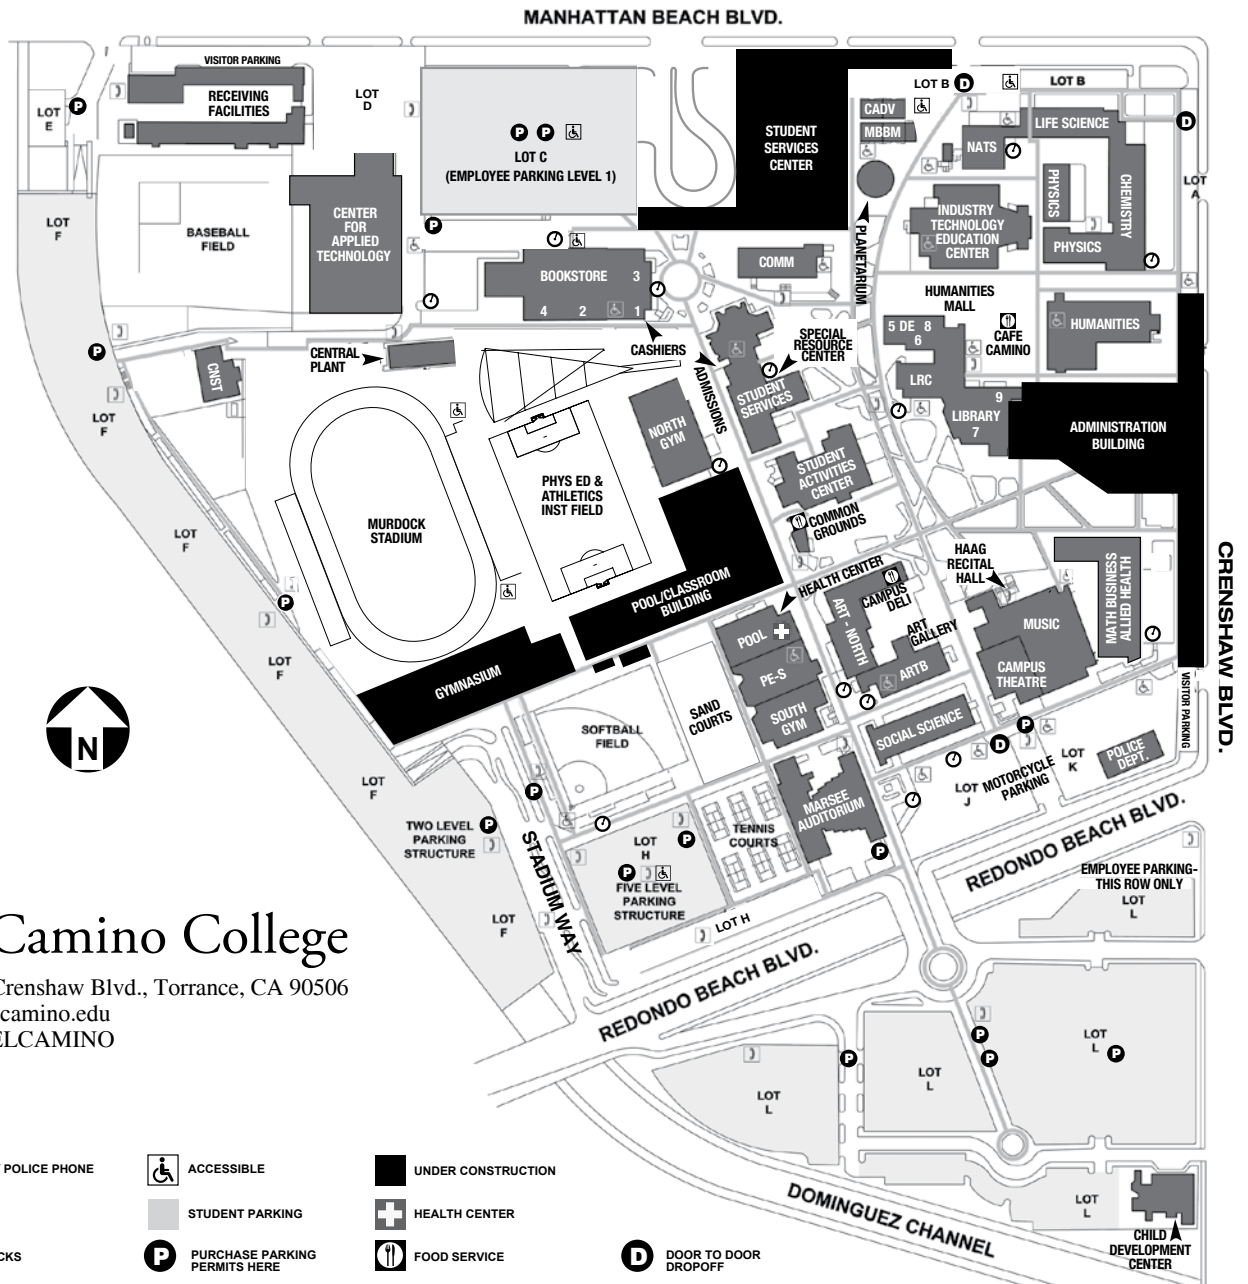 MANHATTAN BEACH BLVD.
VISITOR PARKING
RECEIVING
FACILITIES
LOT
E
LOT
D
LOT C
(EMPLOYEE PARKING LEVEL 1)
STUDENT
SERVICES
CENTER
LOT B
LOT B
CADV
MBBM
NATS
LIFE SCIENCE
PHYSICS
CHEMISTRY
PHYSICS
LOT
A
PLANETARIUM
INDUSTRY
TECHNOLOGY
EDUCATION
CENTER
LOT
F
BASEBALL
FIELD
CENTER
FOR
APPLIED
TECHNOLOGY
BOOKSTORE
3
4
2
1
COMM
HUMANITIES
MALL
CAFE
CAMINO
HUMANITIES
5 DE 8
6
LRC
9
LIBRARY
7
ADMINISTRATION
BUILDING
CENTRAL
PLANT
CNST
CASHIERS
ADMISSIONS
SPECIAL
RESOURCE
CENTER
STUDENT
SERVICES
LOT
F
NORTH
GYM
STUDENT
ACTIVITIES
CENTER
COMMON
GROUNDS
PHYS ED &
ATHLETICS
INST FIELD
MURDOCK
STADIUM
LOT
F
POOL/CLASSROOM
BUILDING
HEALTH CENTER
CAMPUS
DELI
HAAG
RECITAL
HALL
MATH BUSINESS
ALLIED HEALTH
CRENSHAW BLVD.
POOL
PE-S
SOUTH
GYM
ART - NORTH
ART
GALLERY
ARTB
MUSIC
CAMPUS
THEATRE
LOT
F
GYMNASIUM
SAND
COURTS
SOFTBALL
FIELD
SOCIAL SCIENCE
VISITOR PARKING
N
LOT
F
LOT
J
MOTORCYCLE
PARKING
LOT
K
POLICE
DEPT.
MARSEE
AUDITORIUM
TENNIS
COURTS
TWO LEVEL
PARKING
STRUCTURE
STADIUM WAY
LOT
H
FIVE LEVEL
PARKING
STRUCTURE
LOT H
LOT
F
REDONDO BEACH BLVD.
REDONDO BEACH BLVD.
EMPLOYEE PARKING-
THIS ROW ONLY
LOT
L
Camino College
Crenshaw Blvd., Torrance, CA 90506
camino.edu
ELCAMINO
LOT
L
LOT
L
LOT
L
LOT
L
DOMINGUEZ CHANNEL
CHILD
DEVELOPMENT
CENTER
POLICE PHONE
ACCESSIBLE
UNDER CONSTRUCTION
STUDENT PARKING
HEALTH CENTER
P
PURCHASE PARKING
PERMITS HERE
FOOD SERVICE
D
DOOR TO DOOR
DROPOFF